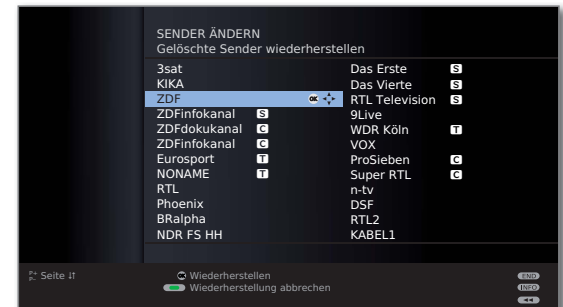 SENDER ÄNDERN
Gelöschte Sender wiederherstellen
3sat
KIKA
ZDF OK
ZDFinfokanal S
ZDFdokukanal C
ZDFinfokanal C
Eurosport T
NONAME T
RTL
Phoenix
BRalpha
NDR FS HH
Das Erste S
Das Vierte S
RTL Television S
9Live
WDR Köln T
VOX
ProSieben C
Super RTL C
n-tv
DSF
RTL2
KABEL1
P+ P- Seite
OK Wiederherstellen
Wiederherstellung abbrechen
END
INFO